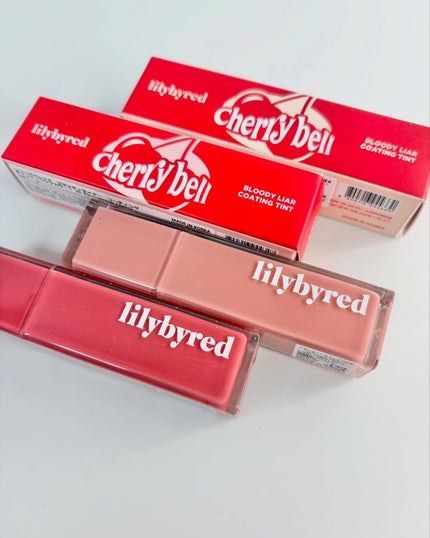 lilybyred
Cherry bell
BLOODY LIAR
COATING TINT
lilybyred
Cherry bell
BLOODY LIAR
COATING TINT
MADE IN KOREA
lilybyred
lilybyred